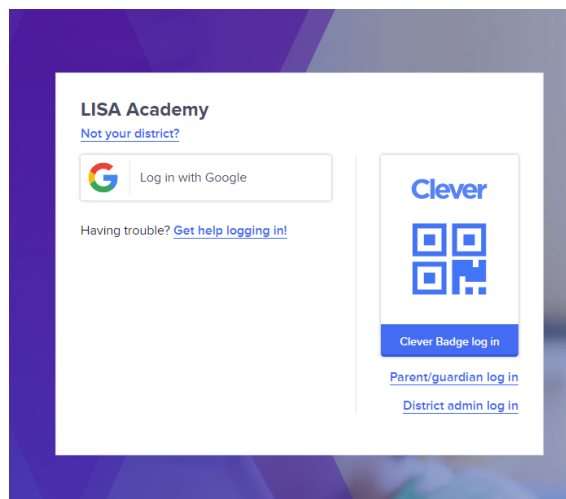 LISA Academy
Not your district?
Log in with Google
Having trouble? Get help logging in!
Clever
Clever Badge log in
Parent/guardian log in
District admin log in